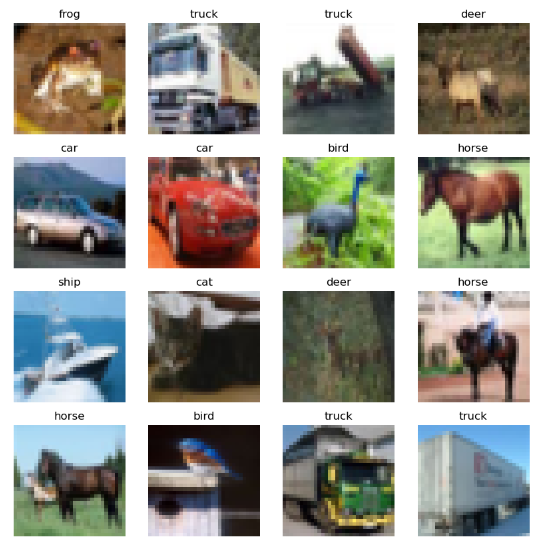 frog truck truck deer
car car bird horse
ship cat deer horse
horse bird truck truck